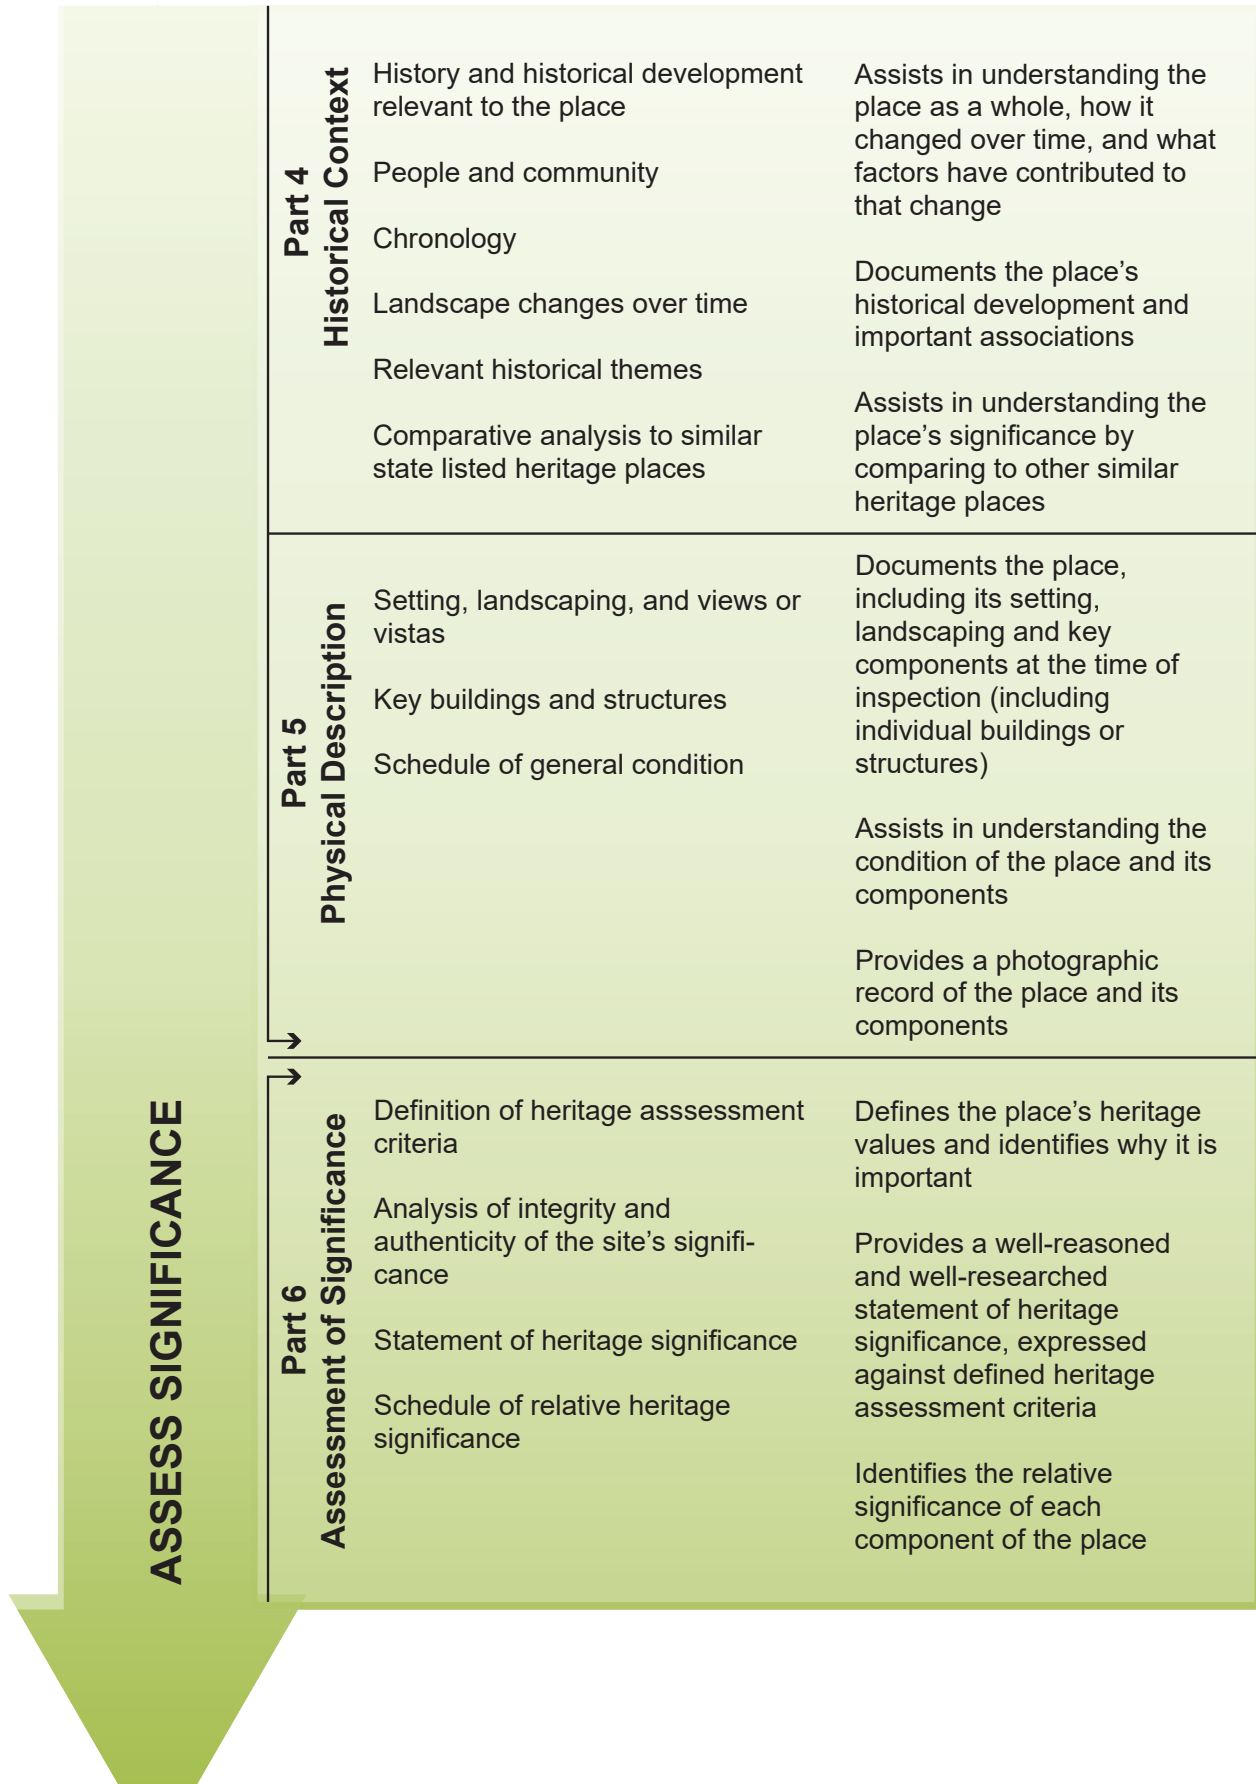 ASSESS SIGNIFICANCE
Part 4
Historical Context
History and historical development
relevant to the place
People and community
Chronology
Landscape changes over time
Relevant historical themes
Comparative analysis to similar
state listed heritage places
Assists in understanding the
place as a whole, how it
changed over time, and what
factors have contributed to
that change
Documents the place’s
historical development and
important associations
Assists in understanding the
place’s significance by
comparing to other similar
heritage places
Part 5
Physical Description
Setting, landscaping, and views or
vistas
Key buildings and structures
Schedule of general condition
Documents the place,
including its setting,
landscaping and key
components at the time of
inspection (including
individual buildings or
structures)
Assists in understanding the
condition of the place and its
components
Provides a photographic
record of the place and its
components
Part 6
Assessment of Significance
Definition of heritage asssessment
criteria
Analysis of integrity and
authenticity of the site’s signifi-
cance
Statement of heritage significance
Schedule of relative heritage
significance
Defines the place’s heritage
values and identifies why it is
important
Provides a well-reasoned
and well-researched
statement of heritage
significance, expressed
against defined heritage
assessment criteria
Identifies the relative
significance of each
component of the place